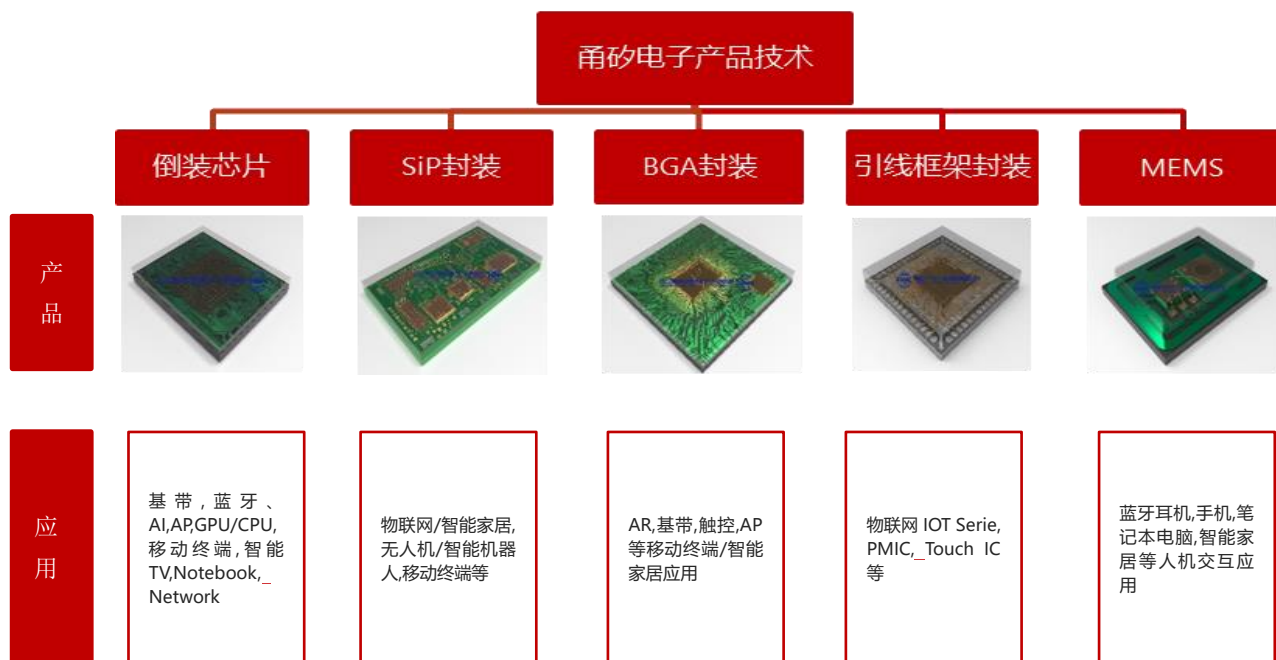 甬矽电子产品技术
倒装芯片
SiP封装
BGA封装
引线框架封装
MEMS
产
品
应
用
基带,蓝牙、
AI,AP,GPU/CPU,
移动终端,智能
TV,Notebook,_
Network
物联网/智能家居,
无人机/智能机器
人,移动终端等
AR,基带,触控,AP
等移动终端/智能
家居应用
物联网 IOT Serie,
PMIC,_Touch IC
等
蓝牙耳机,手机,笔
记本电脑,智能家
居等人机交互应
用